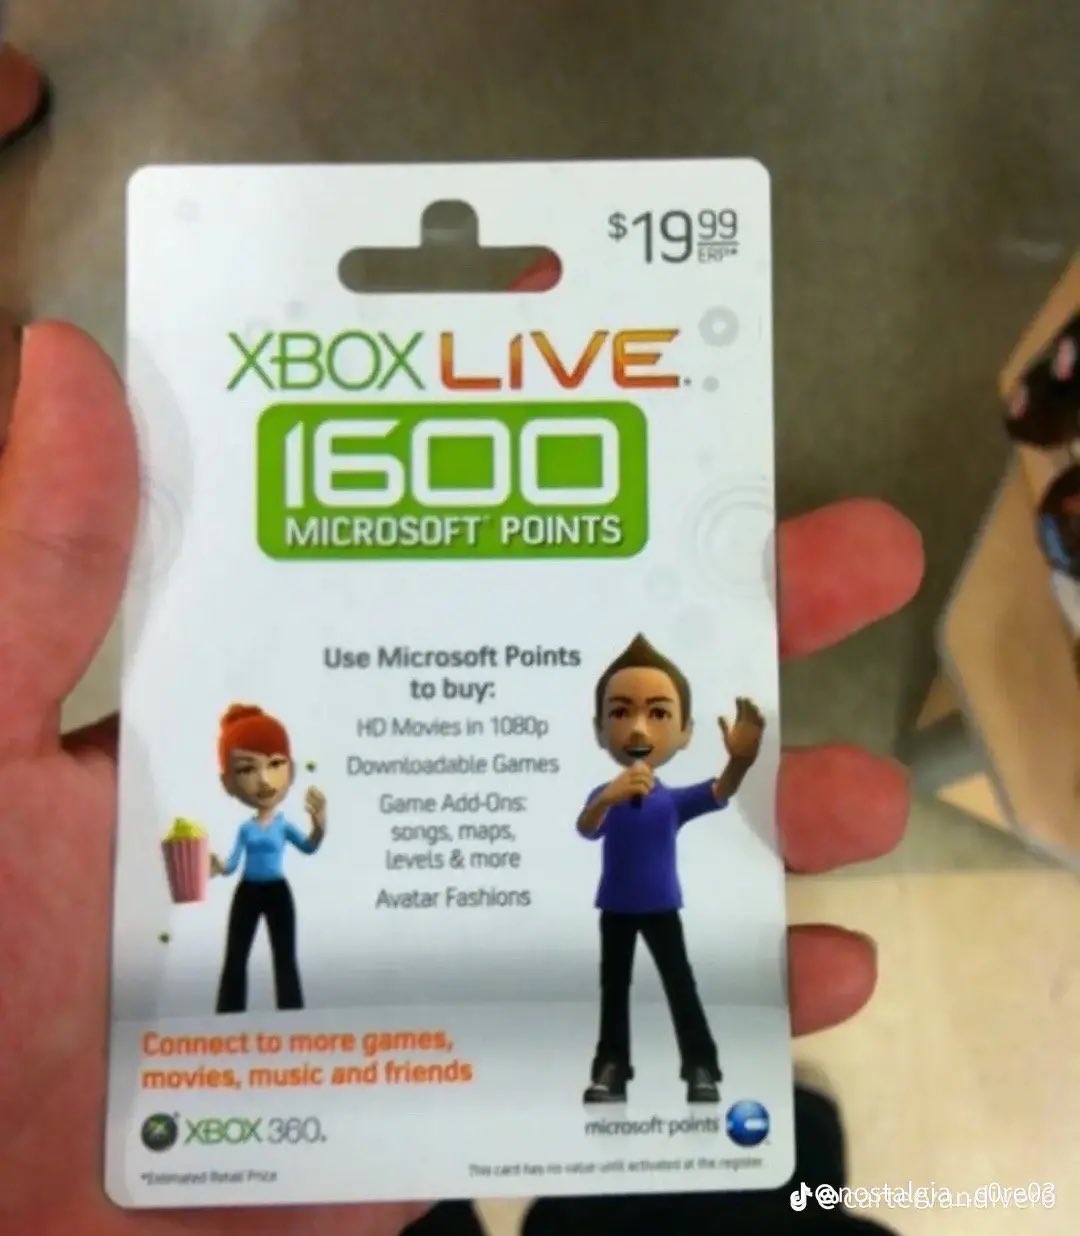 $19.99
ERP*
XBOX LIVE.
1600
MICROSOFT POINTS
Use Microsoft Points
to buy:
HD Movies in 1080p
Downloadable Games
Game Add-Ons:
songs, maps,
levels & more
Avatar Fashions
Connect to more games,
movies, music and friends
XBOX 360.
microsoft points
*Estimated Retail Price
This card has no value until activated at the register.